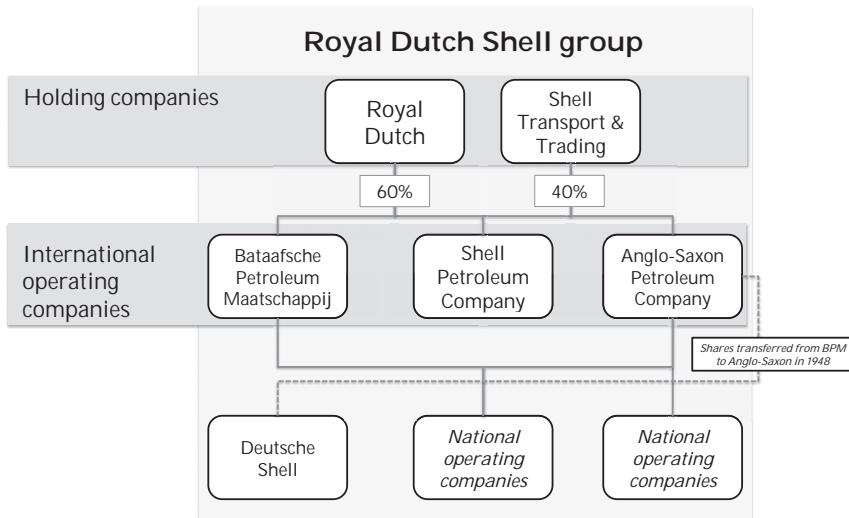 Royal Dutch Shell group
Holding companies
Royal
Dutch
Shell
Transport &
Trading
60%
40%
International
operating
companies
Bataafsche
Petroleum
Maatschappij
Shell
Petroleum
Company
Anglo-Saxon
Petroleum
Company
Shares transferred from BPM
to Anglo-Saxon in 1948
Deutsche
Shell
National
operating
companies
National
operating
companies